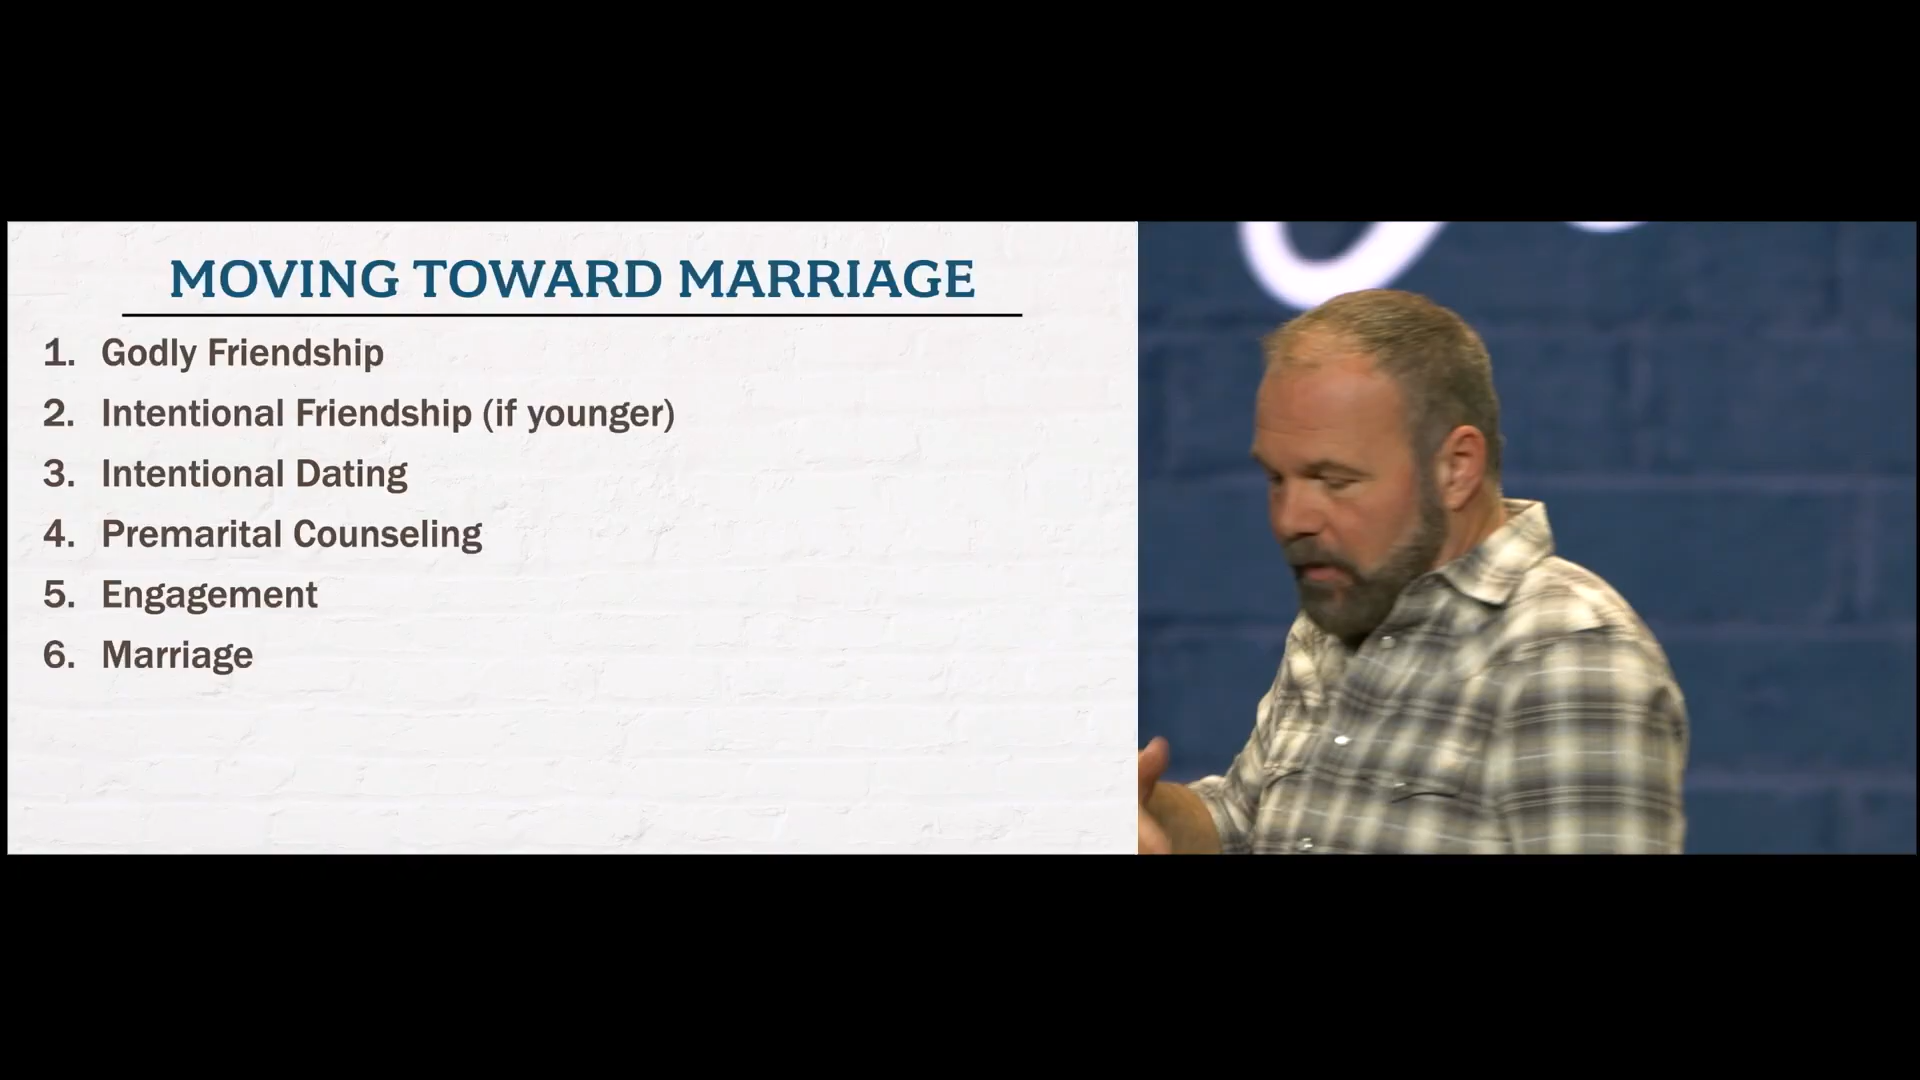 MOVING TOWARD MARRIAGE
1. Godly Friendship
2. Intentional Friendship (if younger)
3. Intentional Dating
4. Premarital Counseling
5. Engagement
6. Marriage